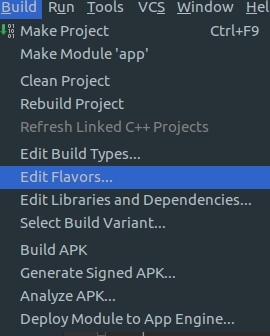 Build Run Tools VCS Window Hel
Make Project Ctrl+F9
Make Module 'app'
Clean Project
Rebuild Project
Refresh Linked C++ Projects
Edit Build Types...
Edit Flavors...
Edit Libraries and Dependencies...
Select Build Variant...
Build APK
Generate Signed APK...
Analyze APK...
Deploy Module to App Engine...